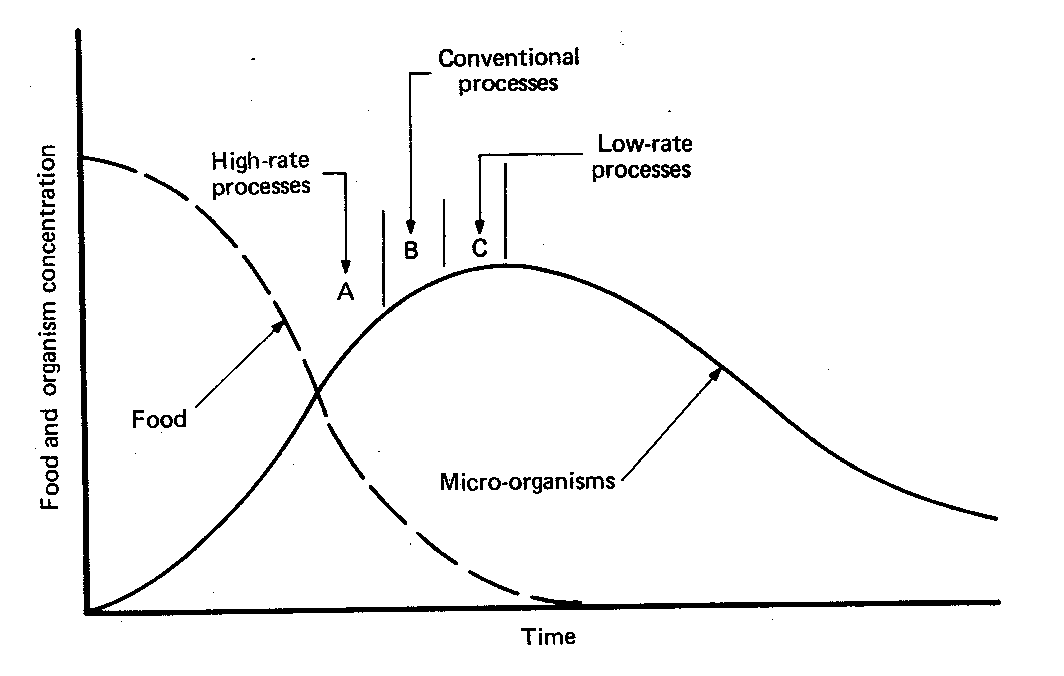 Conventional
processes
Low-rate
processes
High-rate
processes
B
C
A
Food
Micro-organisms
Food and organism concentration
Time